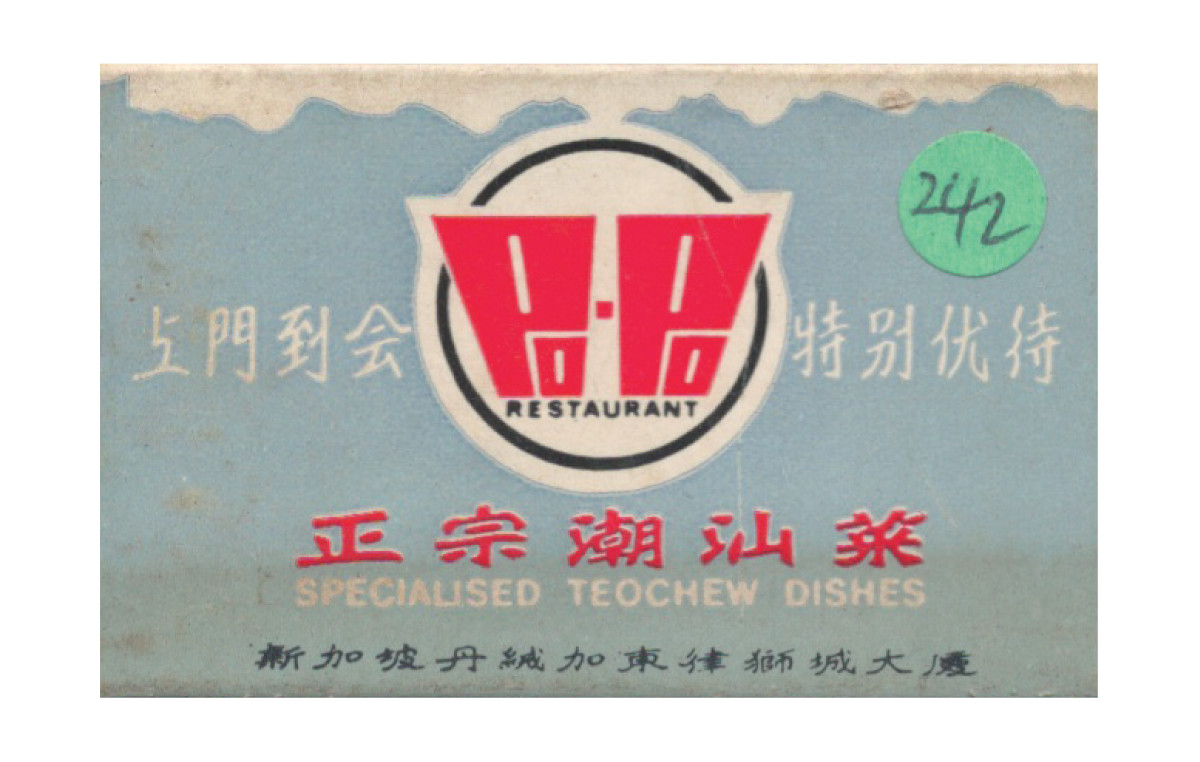 242
Po·Po
RESTAURANT
上門到会 特别优待
正宗潮汕菜
SPECIALISED TEOCHEW DISHES
新加坡丹絨加東律獅城大廈